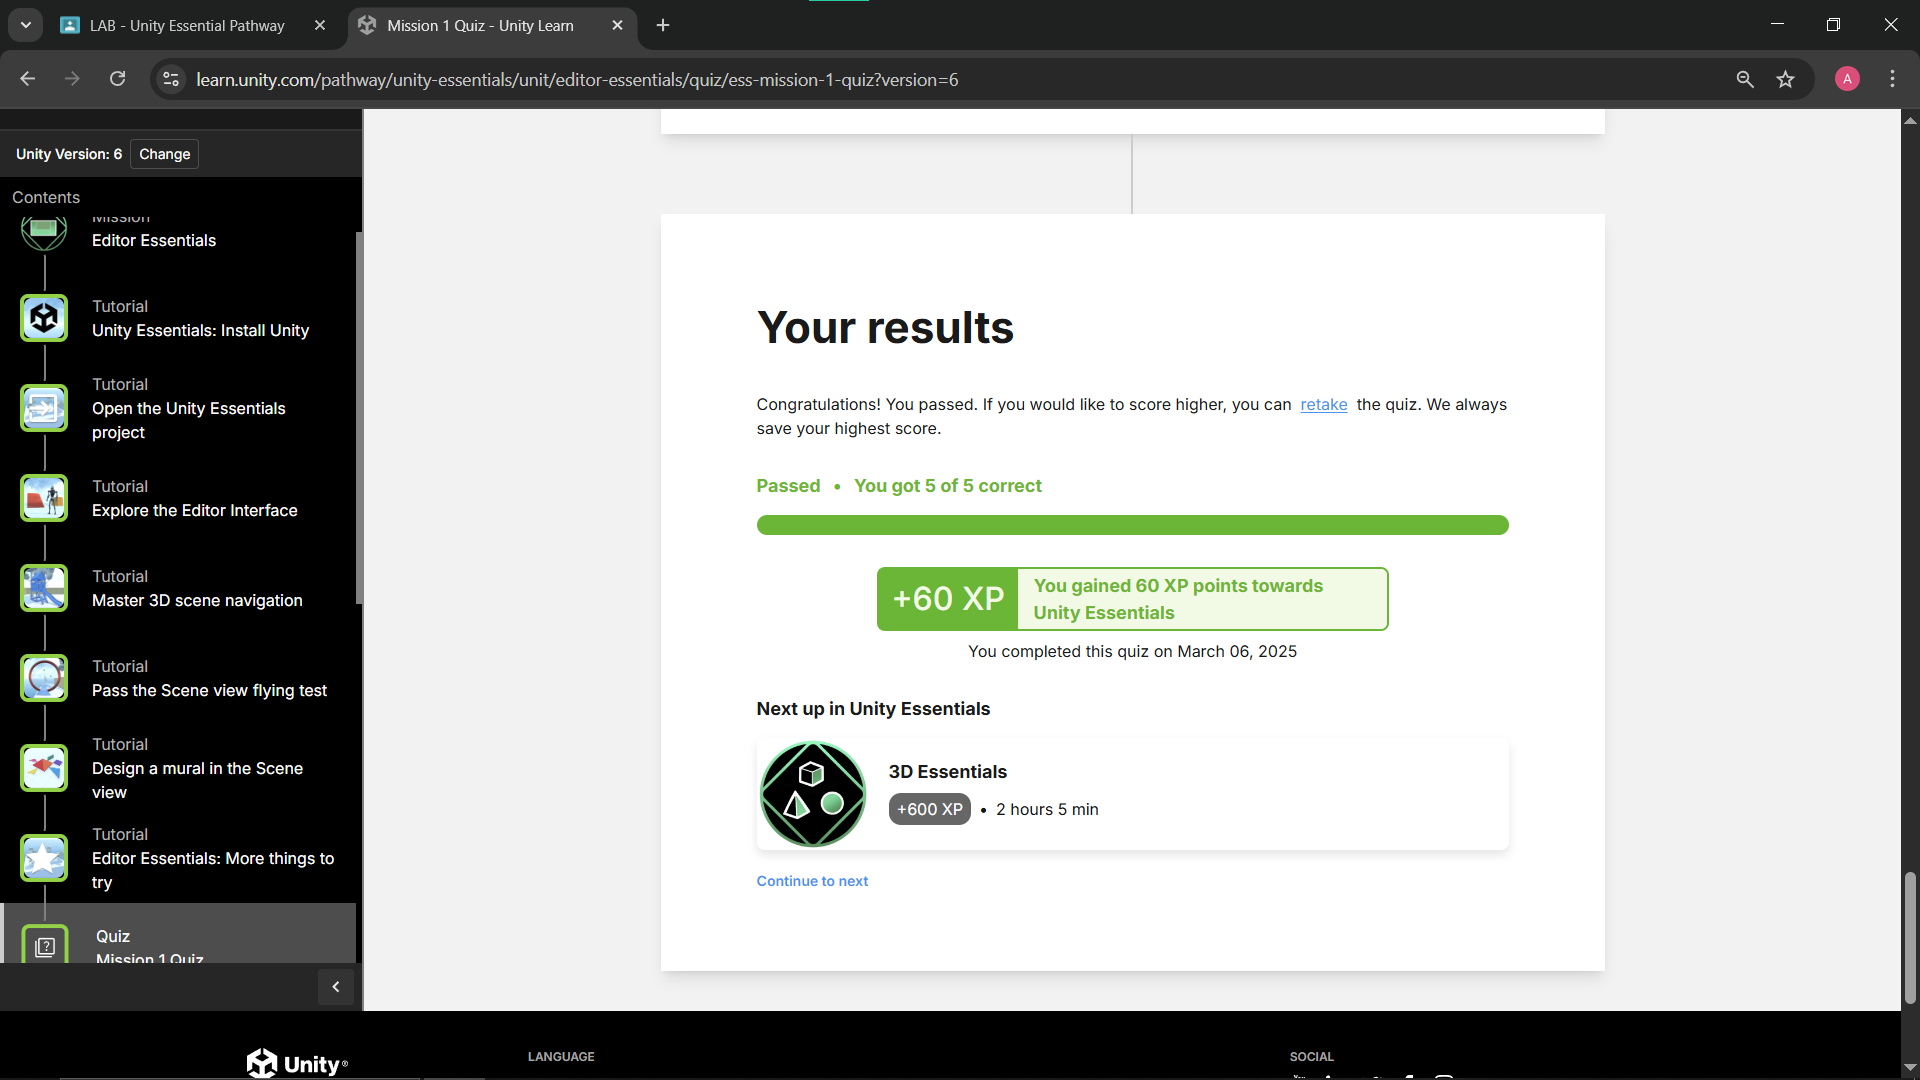 LAB - Unity Essential Pathway
Mission 1 Quiz - Unity Learn
learn.unity.com/pathway/unity-essentials/unit/editor-essentials/quiz/ess-mission-1-quiz?version=6
A
Unity Version: 6 Change
Contents
Mission
Editor Essentials
Tutorial
Unity Essentials: Install Unity
Tutorial
Open the Unity Essentials
project
Tutorial
Explore the Editor Interface
Tutorial
Master 3D scene navigation
Tutorial
Pass the Scene view flying test
Tutorial
Design a mural in the Scene
view
Tutorial
Editor Essentials: More things to
try
Quiz
Mission 1 Quiz
Your results
Congratulations! You passed. If you would like to score higher, you can retake the quiz. We always
save your highest score.
Passed • You got 5 of 5 correct
+60 XP
You gained 60 XP points towards
Unity Essentials
You completed this quiz on March 06, 2025
Next up in Unity Essentials
3D Essentials
+600 XP • 2 hours 5 min
Continue to next
Unity®
LANGUAGE
SOCIAL